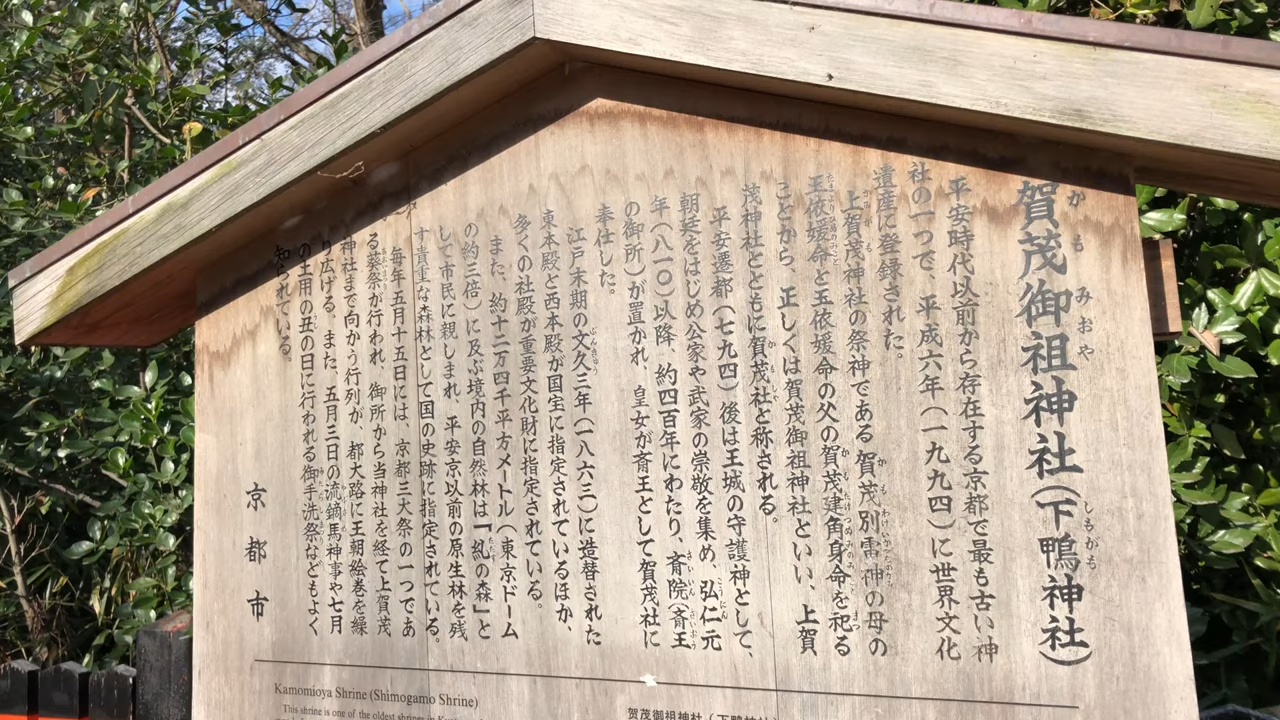 賀茂御祖神社(下鴨神社)
平安時代以前から存在する京都で最も古い神
社の一つで、平成六年(一九九四)に世界文化
遺産に登録された。
上賀茂神社の祭神である賀茂別雷神の母の
玉依媛命と玉依媛命の父の賀茂建角身命を祀る
ことから、正しくは賀茂御祖神社といい、上賀
茂神社とともに賀茂社と称される。
平安遷都(七九四)後は王城の守護神として、
朝廷をはじめ公家や武家の崇敬を集め、弘仁元
年(八一〇)以降、約四百年にわたり、斎院(斎王
の御所)が置かれ、皇女が斎王として賀茂社に
奉仕した。
江戸末期の文久三年(一八六三)に造替された
東本殿と西本殿が国宝に指定されているほか、
多くの社殿が重要文化財に指定されている。
また、約十二万四千平方メートル(東京ドーム
の約三倍)に及ぶ境内の自然林は「糺の森」と
して市民に親しまれ、平安京以前の原生林を残
す貴重な森林として国の史跡に指定されている。
毎年五月十五日には、京都三大祭の一つであ
る葵祭が行われ、御所から当神社を経て上賀茂
神社まで向かう行列が、都大路に王朝絵巻を繰
り広げる。また、五月三日の流鏑馬神事や七月
の土用の丑の日に行われる御手洗祭などもよく
知られている。
京都市
Kamomioya Shrine (Shimogamo Shrine)
This shrine is one of the oldest shrines in
贺茂御祖神社(下鸭神社)